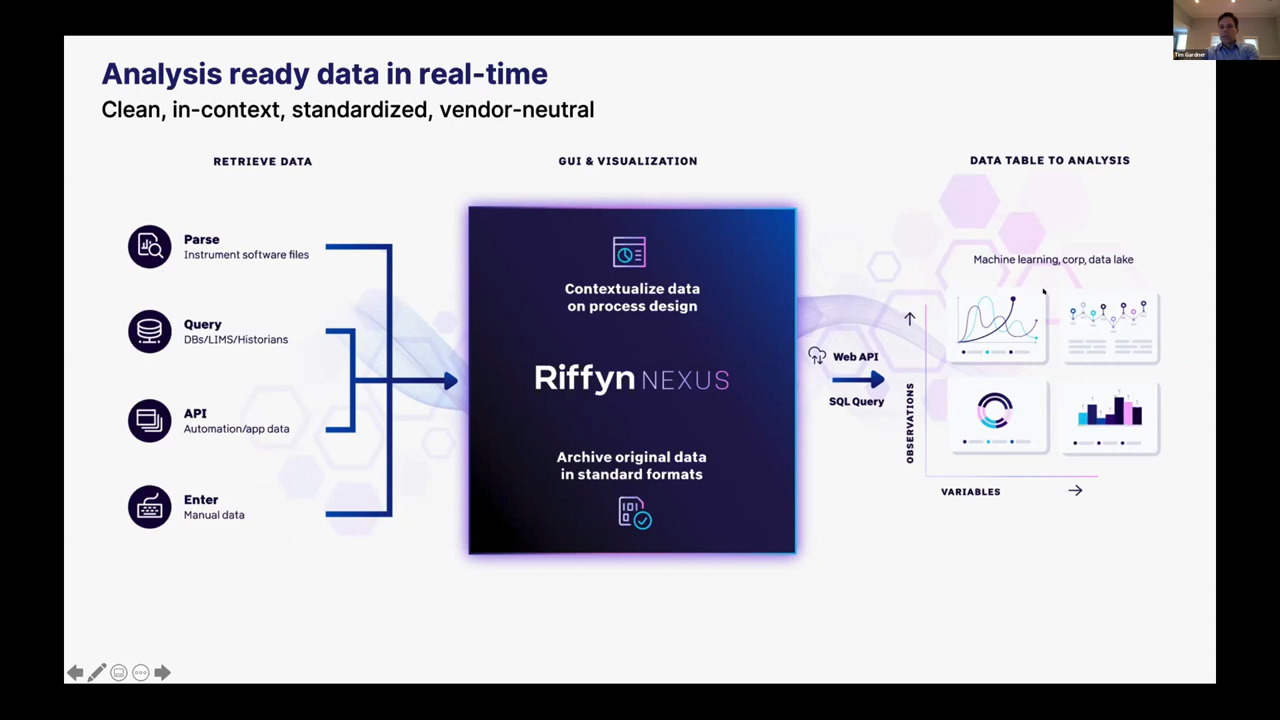 Tim Gardner
Analysis ready data in real-time
Clean, in-context, standardized, vendor-neutral
RETRIEVE DATA
Parse
Instrument software files
Query
DBs/LIMS/Historians
API
Automation/app data
Enter
Manual data
GUI & VISUALIZATION
Contextualize data
on process design
Riffyn NEXUS
Archive original data
in standard formats
Web API
SQL Query
DATA TABLE TO ANALYSIS
Machine learning, corp, data lake
OBSERVATIONS
VARIABLES